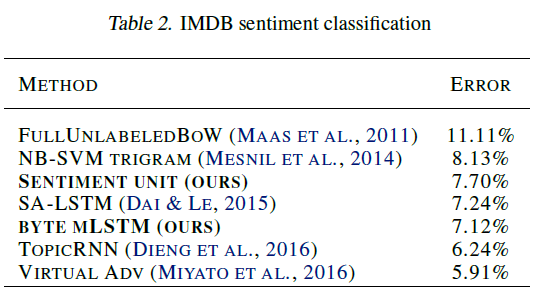 Table 2. IMDB sentiment classification
METHOD ERROR
FULLUNLABELEDBOW (MAAS ET AL., 2011) 11.11%
NB-SVM TRIGRAM (MESNIL ET AL., 2014) 8.13%
SENTIMENT UNIT (OURS) 7.70%
SA-LSTM (DAI & LE, 2015) 7.24%
BYTE MLSTM (OURS) 7.12%
TOPICRNN (DIENG ET AL., 2016) 6.24%
VIRTUAL ADV (MIYATO ET AL., 2016) 5.91%